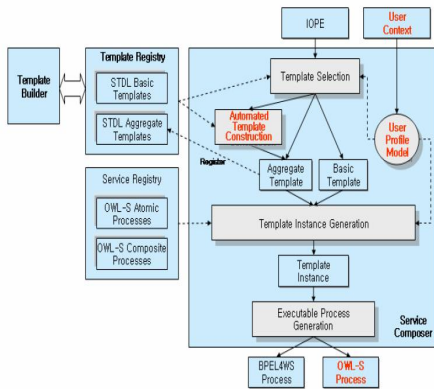 IOPE
User
Context
Template Registry
Template
Builder
STDL Basic
Templates
STDL Aggregate
Templates
Template Selection
Automated
Template
Construction
User
Profile
Model
Register
Aggregate
Template
Basic
Template
Service Registry
OWL-S Atomic
Processes
OWL-S Composite
Processes
Template Instance Generation
Template
Instance
Executable Process
Generation
Service
Composer
BPEL4WS
Process
OWL-S
Process